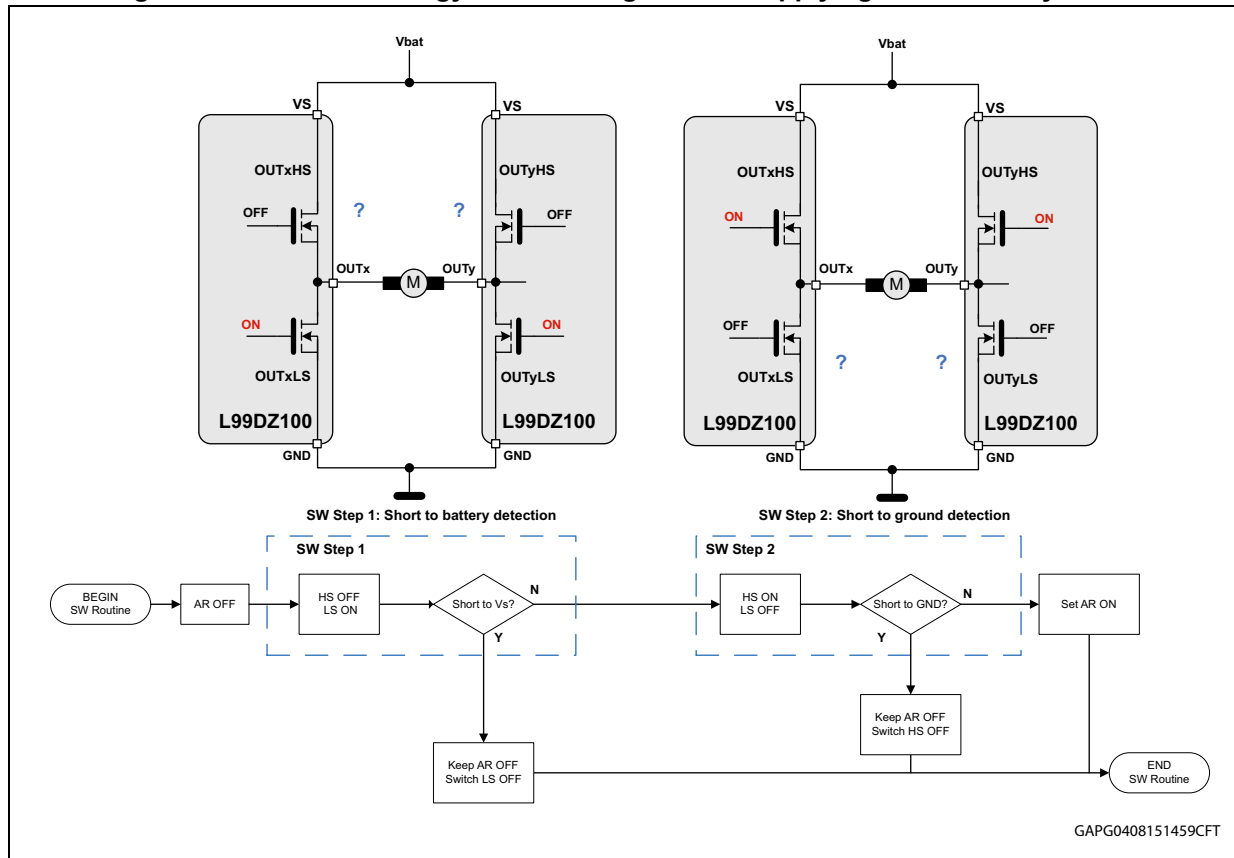 Vbat
VS
VS
OUTxHS
OUTyHS
OFF
?
?
OFF
OUTx
M
OUTy
ON
ON
OUTxLS
OUTyLS
L99DZ100
L99DZ100
GND
GND
SW Step 1: Short to battery detection
Vbat
VS
VS
OUTxHS
OUTyHS
ON
ON
OUTx
M
OUTy
OFF
OFF
?
?
OUTxLS
OUTyLS
L99DZ100
L99DZ100
GND
GND
SW Step 2: Short to ground detection
SW Step 1
SW Step 2
BEGIN
SW Routine
AR OFF
HS OFF
LS ON
Short to Vs?
N
Y
HS ON
LS OFF
Short to GND?
N
Y
Set AR ON
Keep AR OFF
Switch HS OFF
Keep AR OFF
Switch LS OFF
END
SW Routine
GAPG0408151459CFT